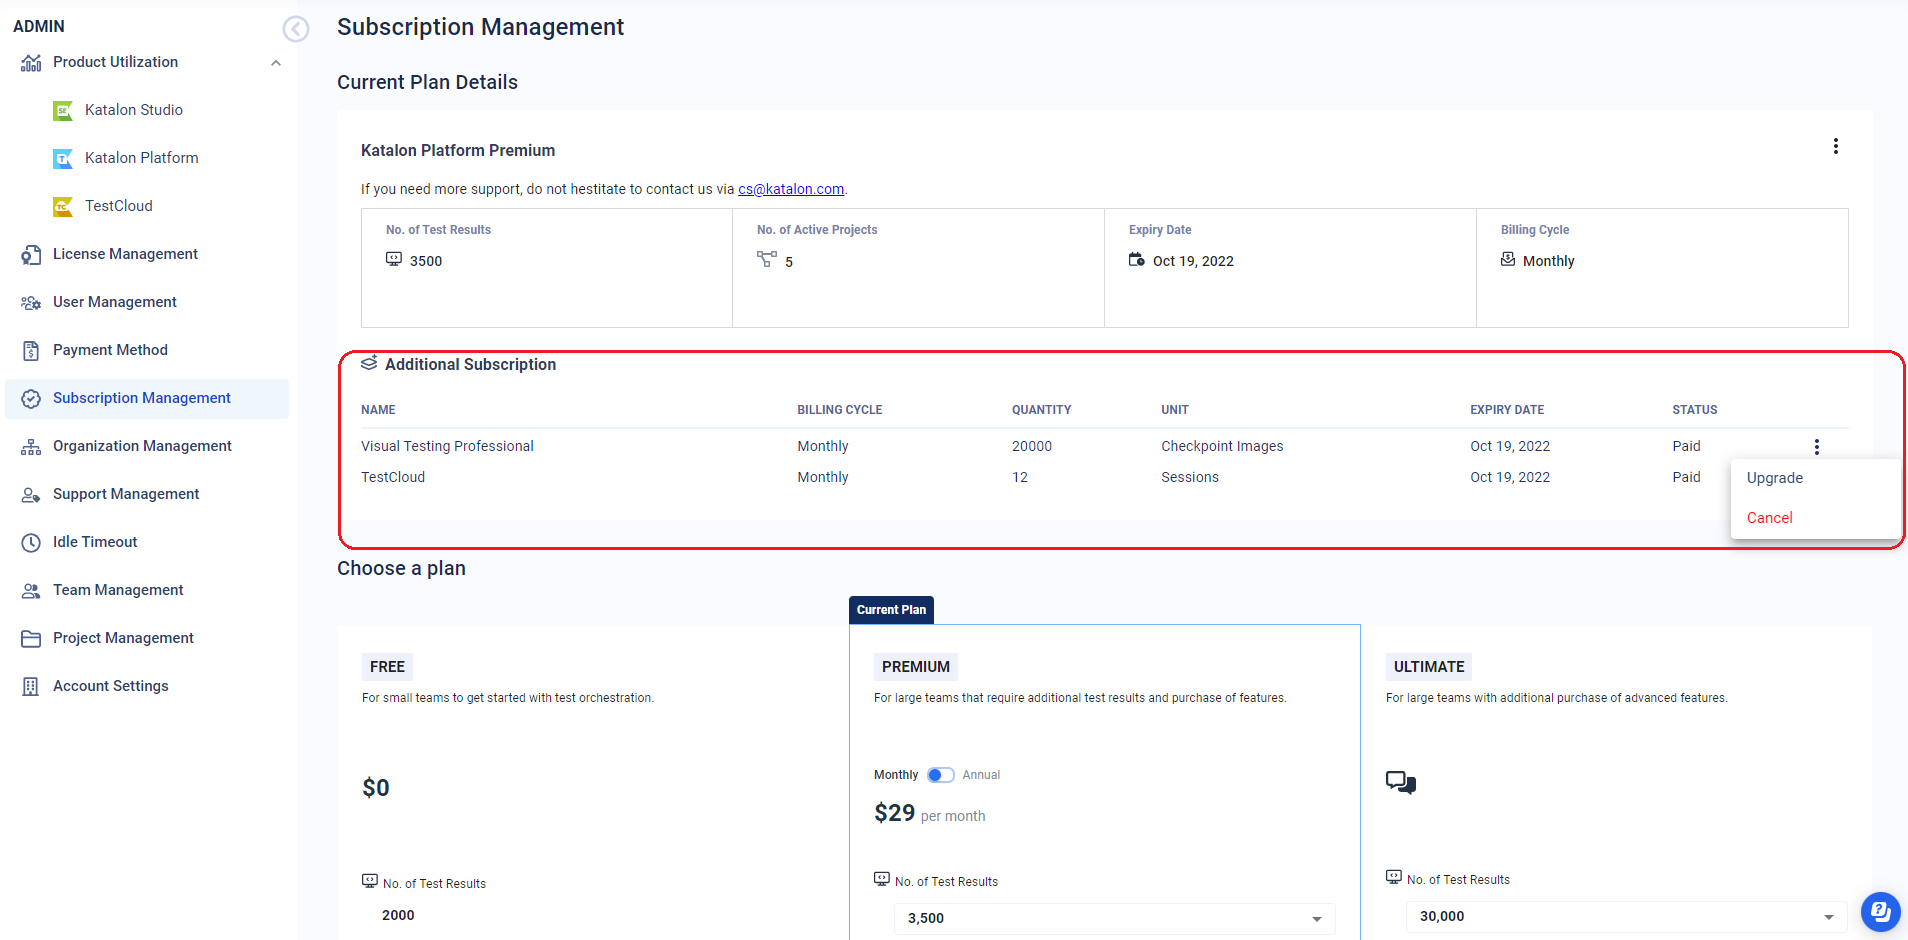 ADMIN
Product Utilization
Katalon Studio
Katalon Platform
TestCloud
License Management
User Management
Payment Method
Subscription Management
Organization Management
Support Management
Idle Timeout
Team Management
Project Management
Account Settings
Subscription Management
Current Plan Details
Katalon Platform Premium
If you need more support, do not hestitate to contact us via cs@katalon.com.
No. of Test Results
3500
No. of Active Projects
5
Expiry Date
Oct 19, 2022
Billing Cycle
Monthly
Additional Subscription
NAME BILLING CYCLE QUANTITY UNIT EXPIRY DATE STATUS
Visual Testing Professional Monthly 20000 Checkpoint Images Oct 19, 2022 Paid
TestCloud Monthly 12 Sessions Oct 19, 2022 Paid
Upgrade
Cancel
Choose a plan
FREE
For small teams to get started with test orchestration.
$0
No. of Test Results
2000
Current Plan
PREMIUM
For large teams that require additional test results and purchase of features.
Monthly Annual
$29 per month
No. of Test Results
3,500
ULTIMATE
For large teams with additional purchase of advanced features.
No. of Test Results
30,000